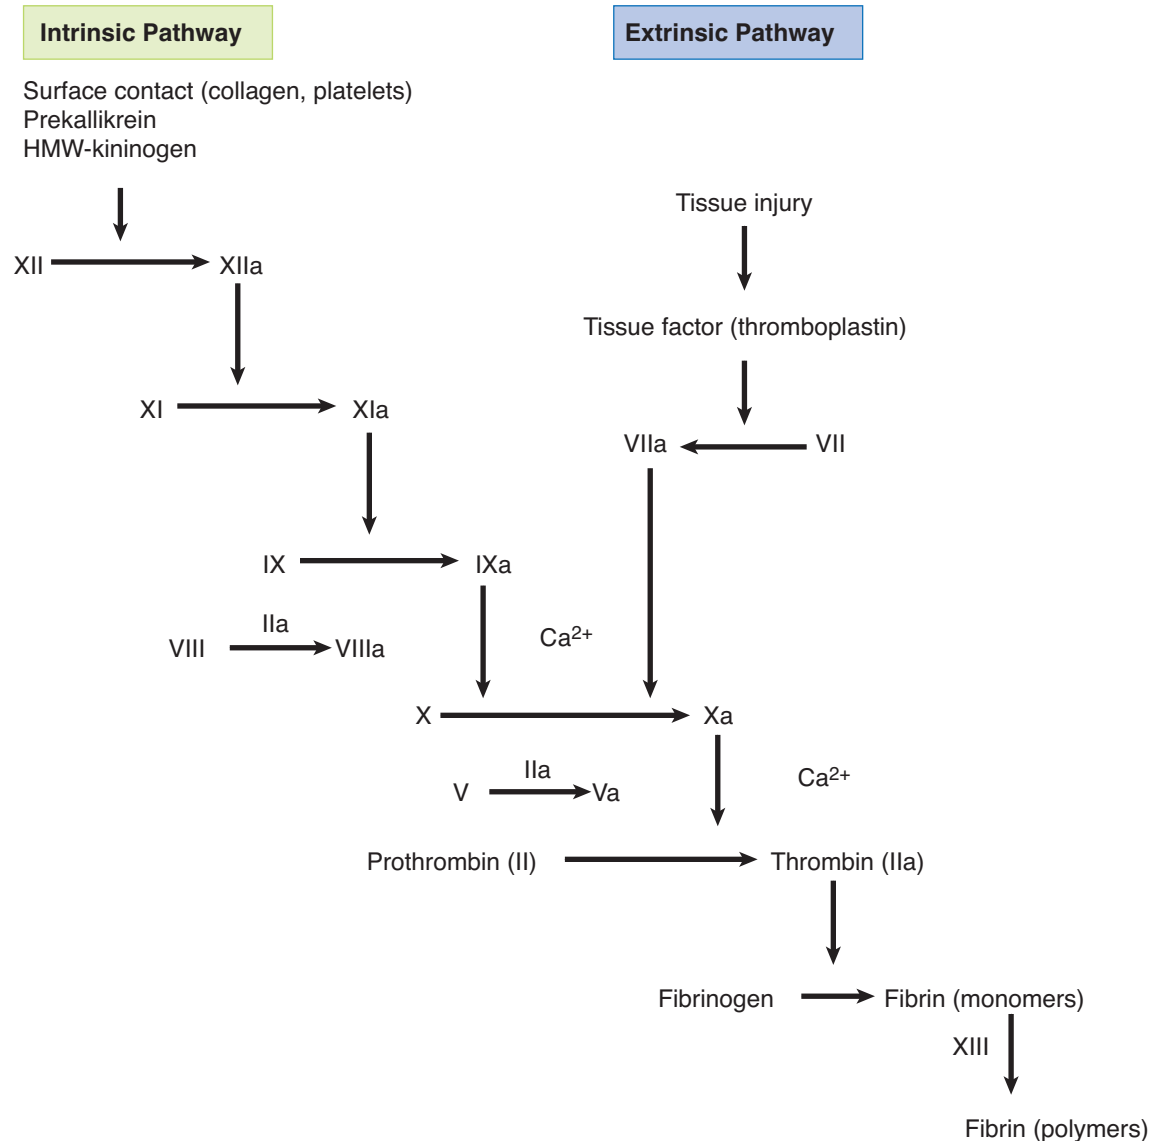 Intrinsic Pathway
Extrinsic Pathway
Surface contact (collagen, platelets)
Prekallikrein
HMW-kininogen
Tissue injury
XII
XIIa
Tissue factor (thromboplastin)
XI
XIa
VIIa
VII
IX
IXa
IIa
Ca2+
VIII
VIIIa
X
Xa
IIa
Ca2+
V
Va
Prothrombin (II)
Thrombin (IIa)
Fibrinogen
Fibrin (monomers)
XIII
Fibrin (polymers)